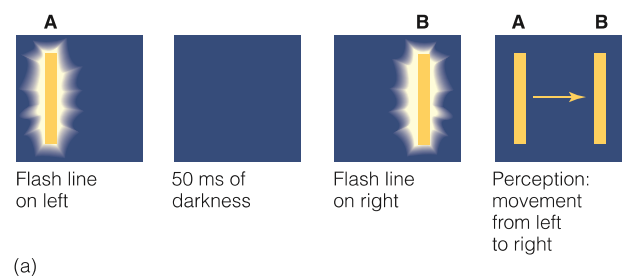 A
B
A B
Flash line
on left
50 ms of
darkness
Flash line
on right
Perception:
movement
from left
to right
(a)